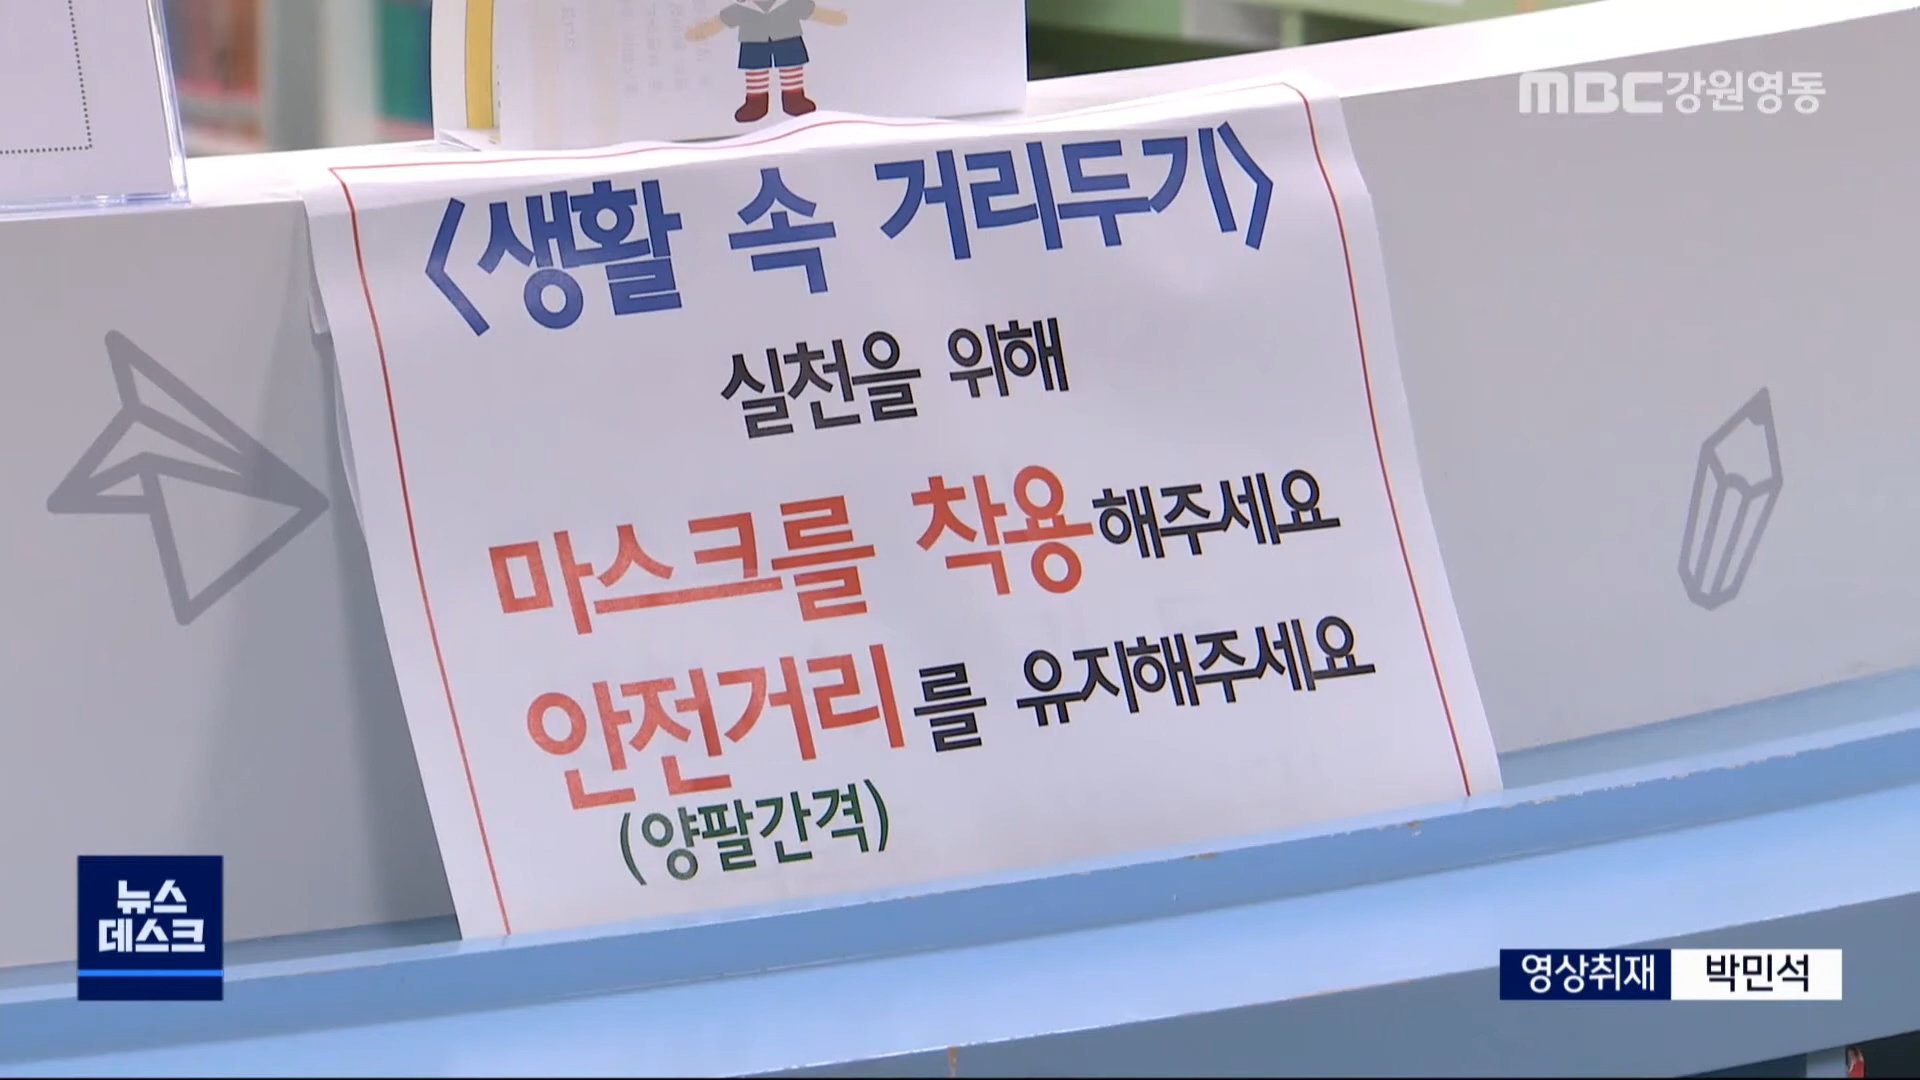 MBC강원영동
<생활 속 거리두기>
실천을 위해
마스크를 착용해주세요
안전거리를 유지해주세요
(양팔간격)
뉴스
데스크
영상취재 박민석